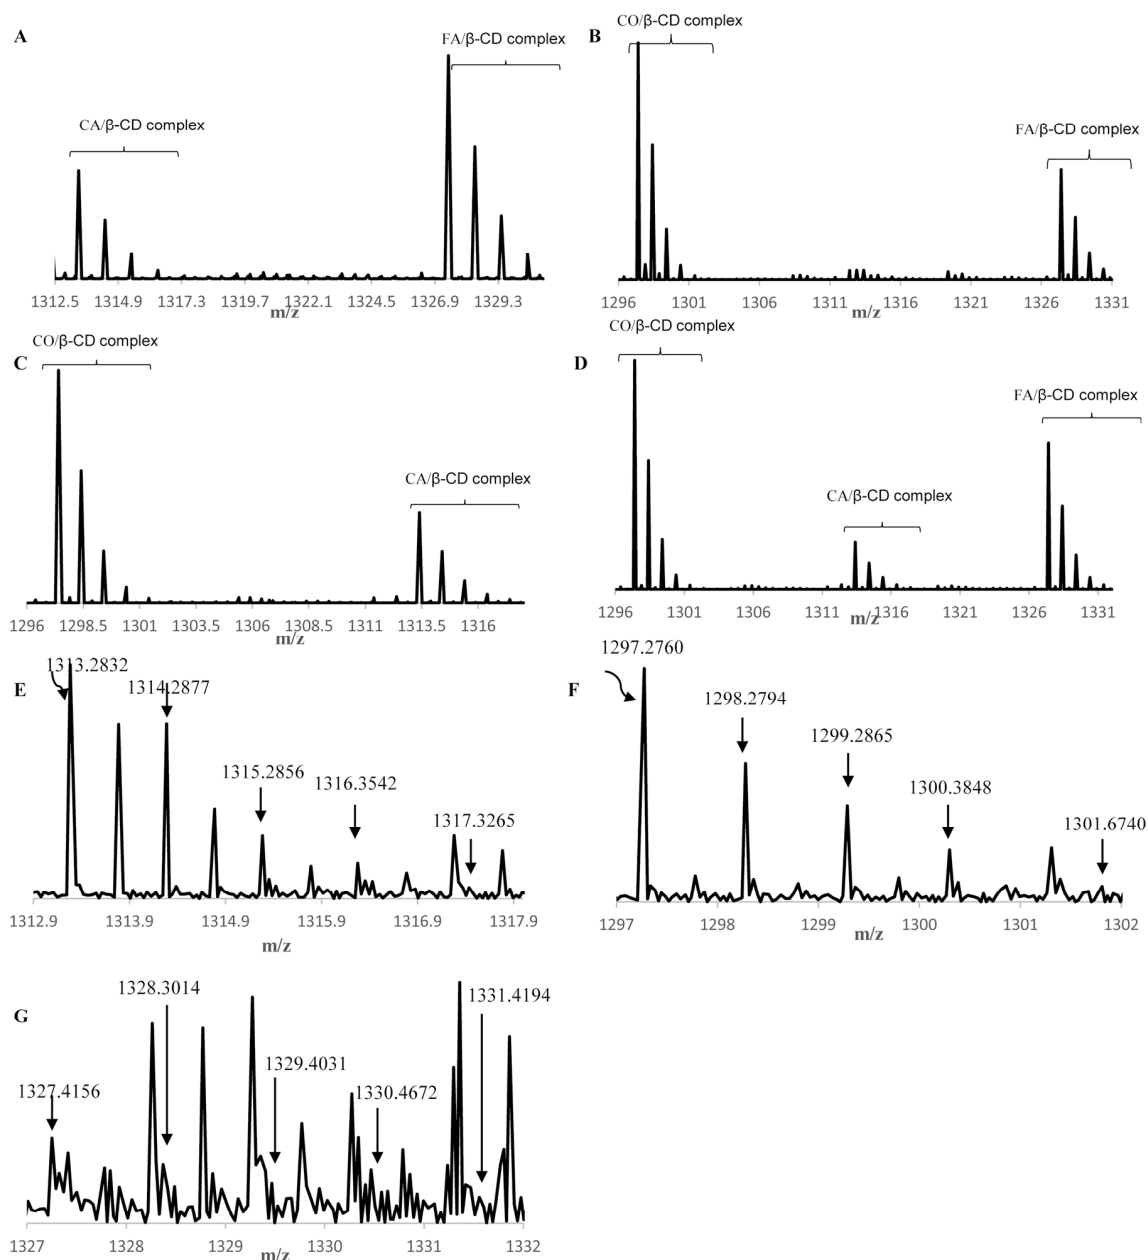 A
CA/β-CD complex
FA/β-CD complex
1312.5 1314.9 1317.3 1319.7 1322.1 1324.5 1326.9 1329.3
m/z
B
CO/β-CD complex
FA/β-CD complex
1296 1301 1306 1311 1316 1321 1326 1331
m/z
C
CO/β-CD complex
CA/β-CD complex
1296 1298.5 1301 1303.5 1306 1308.5 1311 1313.5 1316
m/z
D
CO/β-CD complex
CA/β-CD complex
FA/β-CD complex
1296 1301 1306 1311 1316 1321 1326 1331
m/z
E
1313.2832
1314.2877
1315.2856
1316.3542
1317.3265
1312.9 1313.9 1314.9 1315.9 1316.9 1317.9
m/z
F
1297.2760
1298.2794
1299.2865
1300.3848
1301.6740
1297 1298 1299 1300 1301 1302
m/z
G
1327.4156
1328.3014
1329.4031
1330.4672
1331.4194
1327 1328 1329 1330 1331 1332
m/z